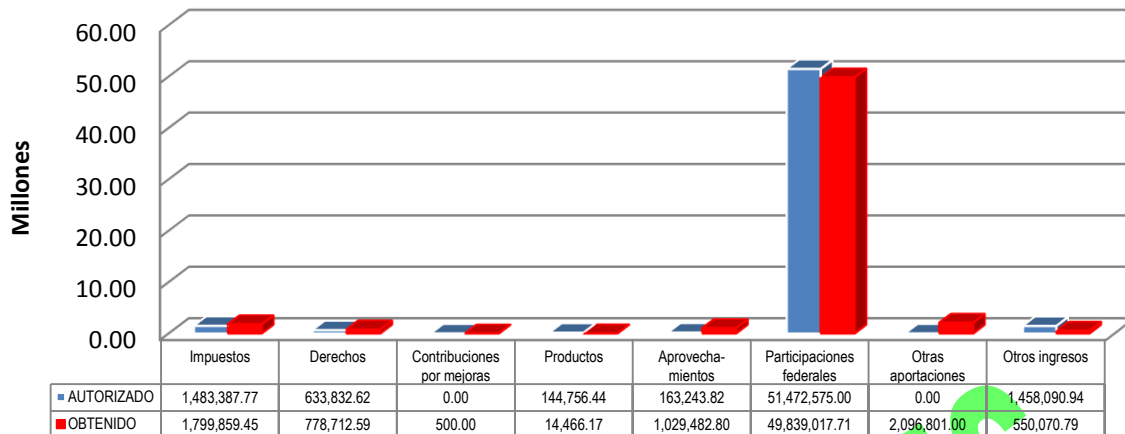 60.00
50.00
40.00
30.00
20.00
10.00
0.00
Millones
Impuestos Derechos Contribuciones por mejoras Productos Aprovecha-mientos Participaciones federales Otras aportaciones Otros ingresos
AUTORIZADO 1,483,387.77 633,832.62 0.00 144,756.44 163,243.82 51,472,575.00 0.00 1,458,090.94
OBTENIDO 1,799,859.45 778,712.59 500.00 14,466.17 1,029,482.80 49,839,017.71 2,096,801.00 550,070.79